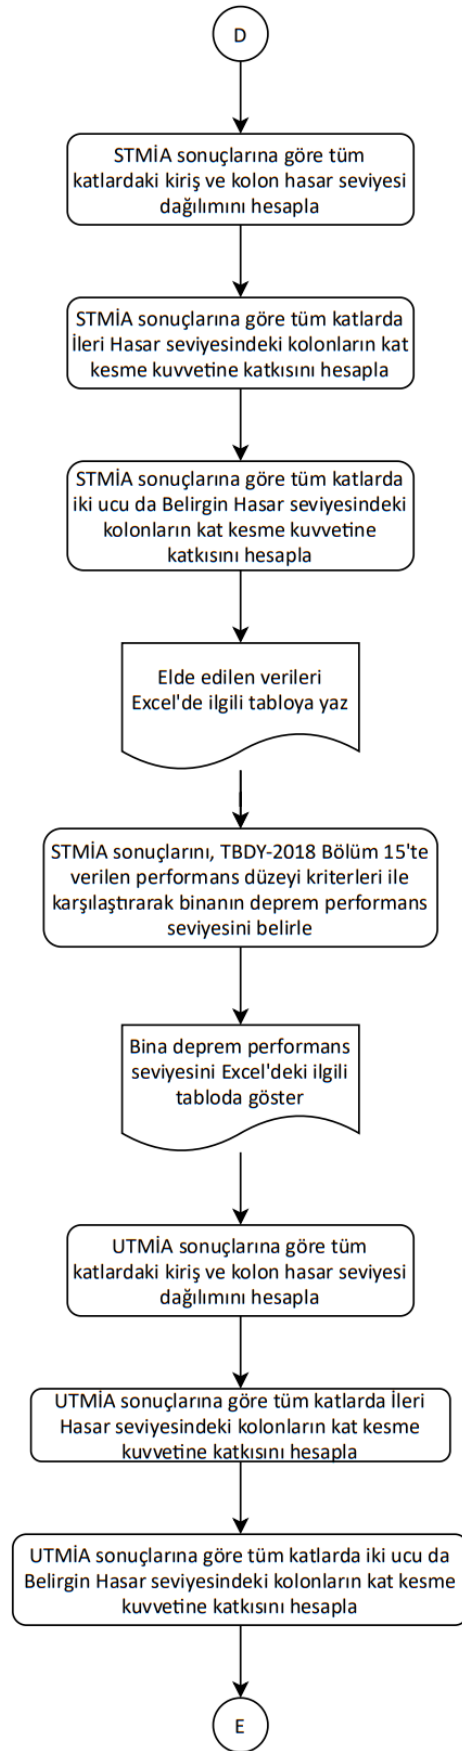 D
STMİA sonuçlarına göre tüm
katlardaki kiriş ve kolon hasar seviyesi
dağılımını hesapla
STMİA sonuçlarına göre tüm katlarda
İleri Hasar seviyesindeki kolonların kat
kesme kuvvetine katkısını hesapla
STMİA sonuçlarına göre tüm katlarda
iki ucu da Belirgin Hasar seviyesindeki
kolonların kat kesme kuvvetine
katkısını hesapla
Elde edilen verileri
Excel'de ilgili tabloya yaz
STMİA sonuçlarını, TBDY-2018 Bölüm 15'te
verilen performans düzeyi kriterleri ile
karşılaştırarak binanın deprem performans
seviyesini belirle
Bina deprem performans
seviyesini Excel'deki ilgili
tabloda göster
UTMİA sonuçlarına göre tüm
katlardaki kiriş ve kolon hasar seviyesi
dağılımını hesapla
UTMİA sonuçlarına göre tüm katlarda İleri
Hasar seviyesindeki kolonların kat kesme
kuvvetine katkısını hesapla
UTMİA sonuçlarına göre tüm katlarda iki ucu da
Belirgin Hasar seviyesindeki kolonların kat kesme
kuvvetine katkısını hesapla
E